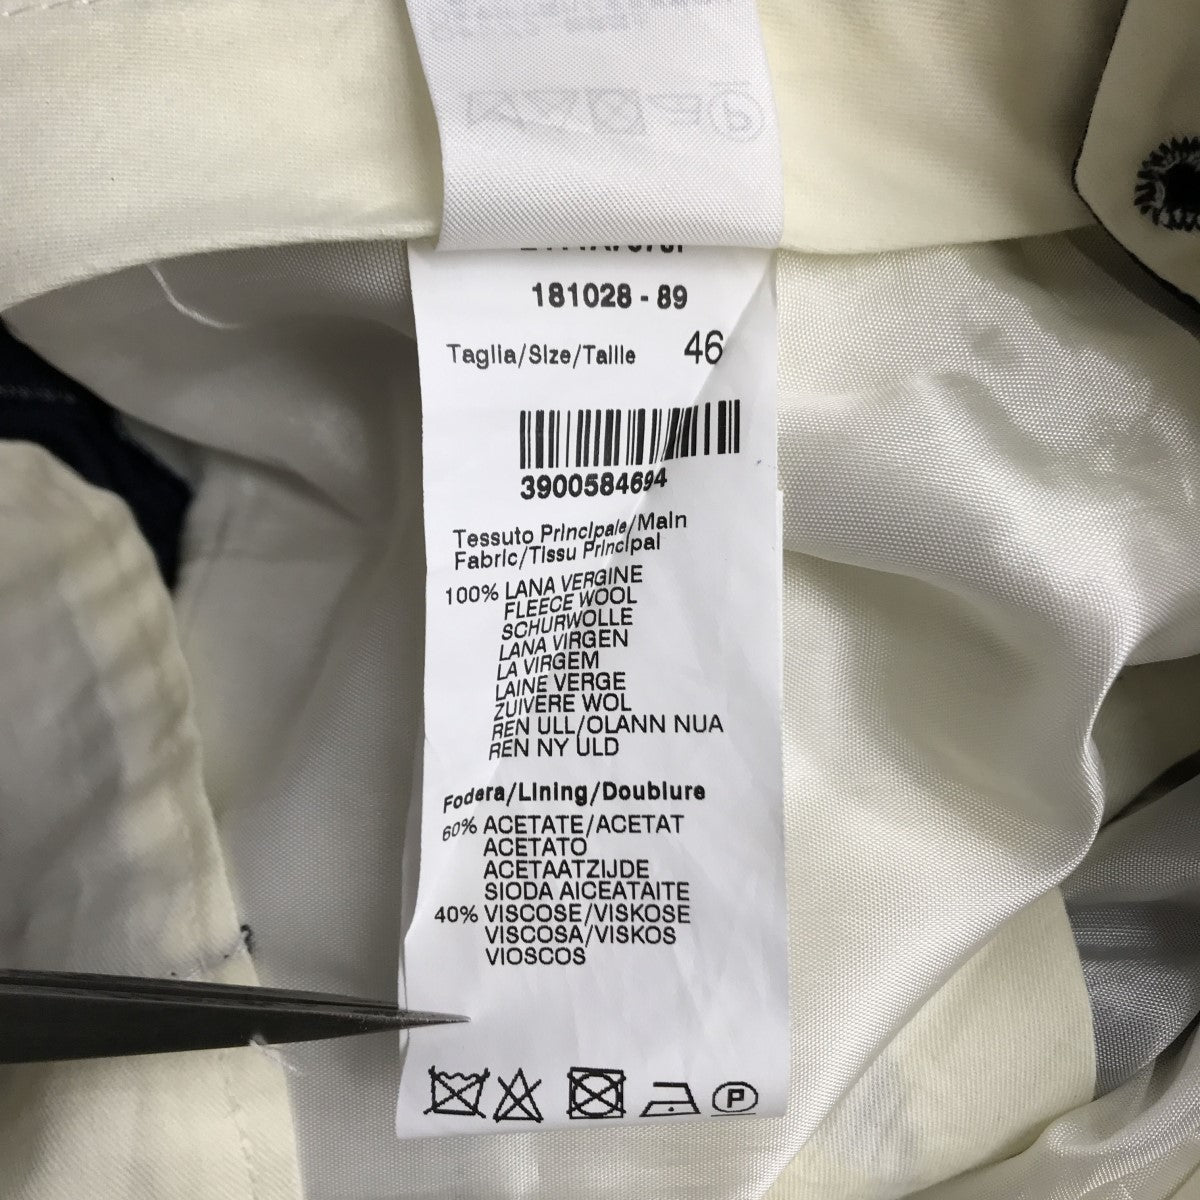 181028 - 89
Taglia/Size/Taille 46
3900584694
Tessuto Principale/Main
Fabric/Tissu Principal
100% LANA VERGINE
FLEECE WOOL
SCHURWOLLE
LANA VIRGEN
LA VIRGEM
LAINE VERGE
ZUIVERE WOL
REN ULL/OLANN NUA
REN NY ULD
Fodera/Lining/Doublure
60% ACETATE/ACETAT
ACETATO
ACETAATZIJDE
SIODA AICEATAITE
40% VISCOSE/VISKOSE
VISCOSA/VISKOS
VIOSCOS
P